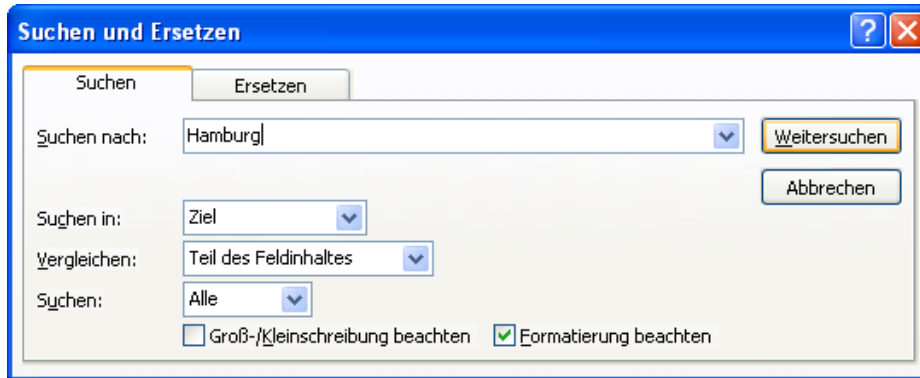 Suchen und Ersetzen ?
Suchen Ersetzen
Suchen nach: Hamburg Weitersuchen
Abbrechen
Suchen in: Ziel
Vergleichen: Teil des Feldinhaltes
Suchen: Alle
Groß-/Kleinschreibung beachten Formatierung beachten